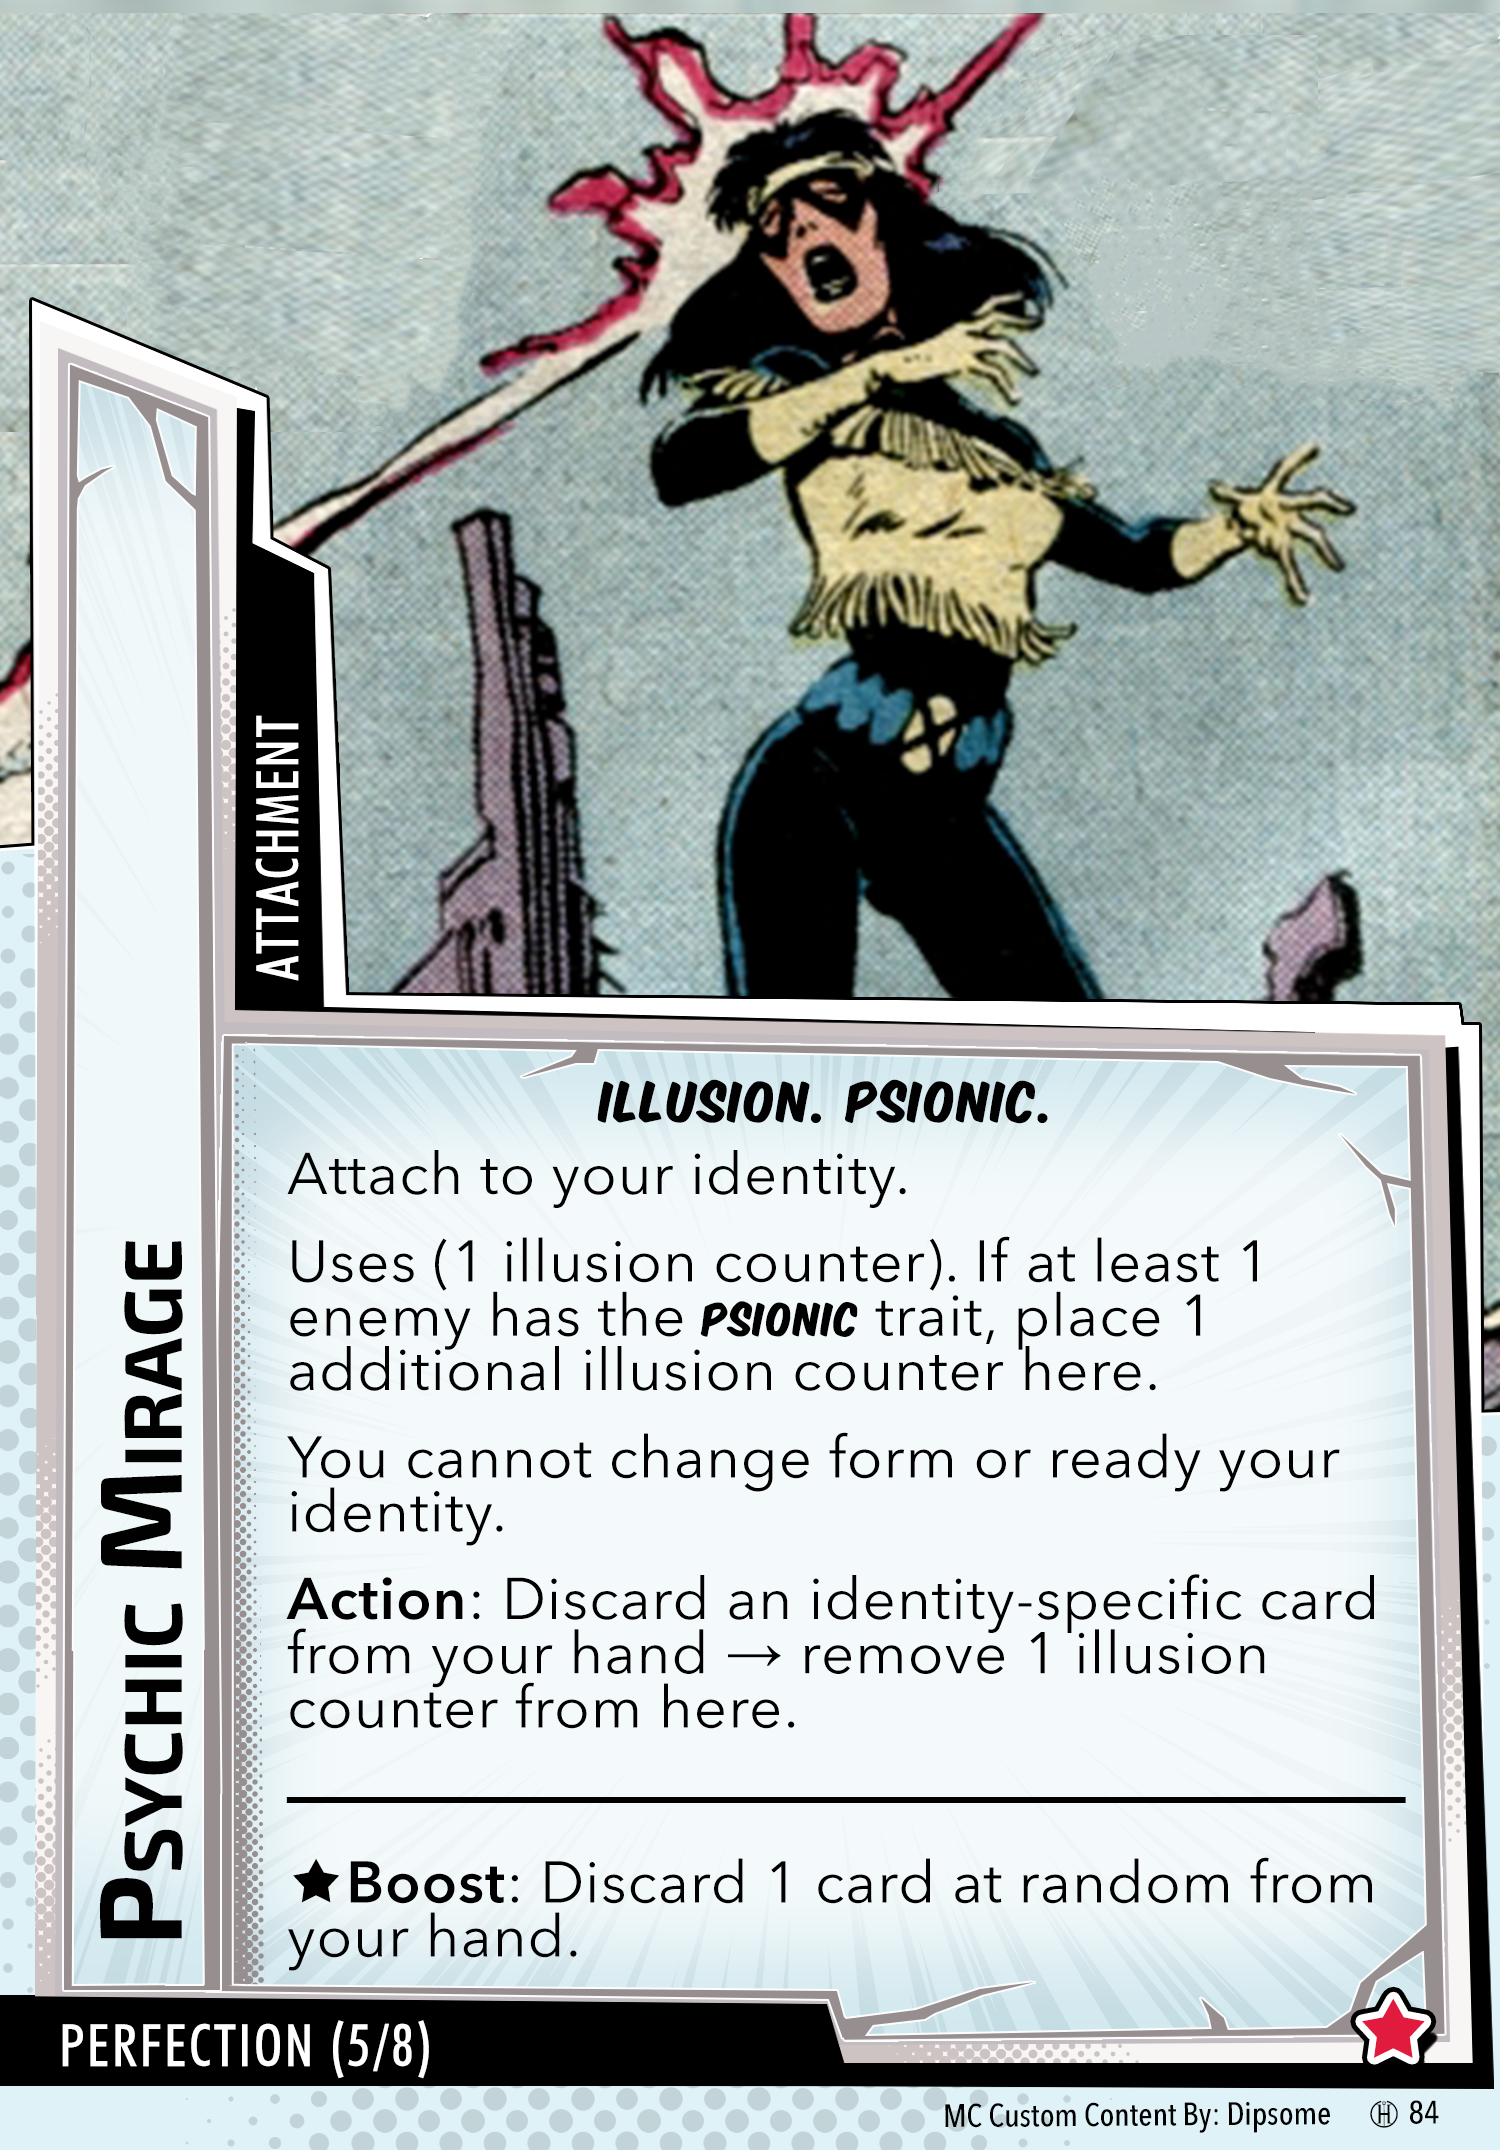 ATTACHMENT
PSYCHIC MIRAGE
ILLUSION. PSIONIC.
Attach to your identity.
Uses (1 illusion counter). If at least 1
enemy has the PSIONIC trait, place 1
additional illusion counter here.
You cannot change form or ready your
identity.
Action: Discard an identity-specific card
from your hand → remove 1 illusion
counter from here.
★Boost: Discard 1 card at random from
your hand.
PERFECTION (5/8)
MC Custom Content By: Dipsome Ⓗ 84